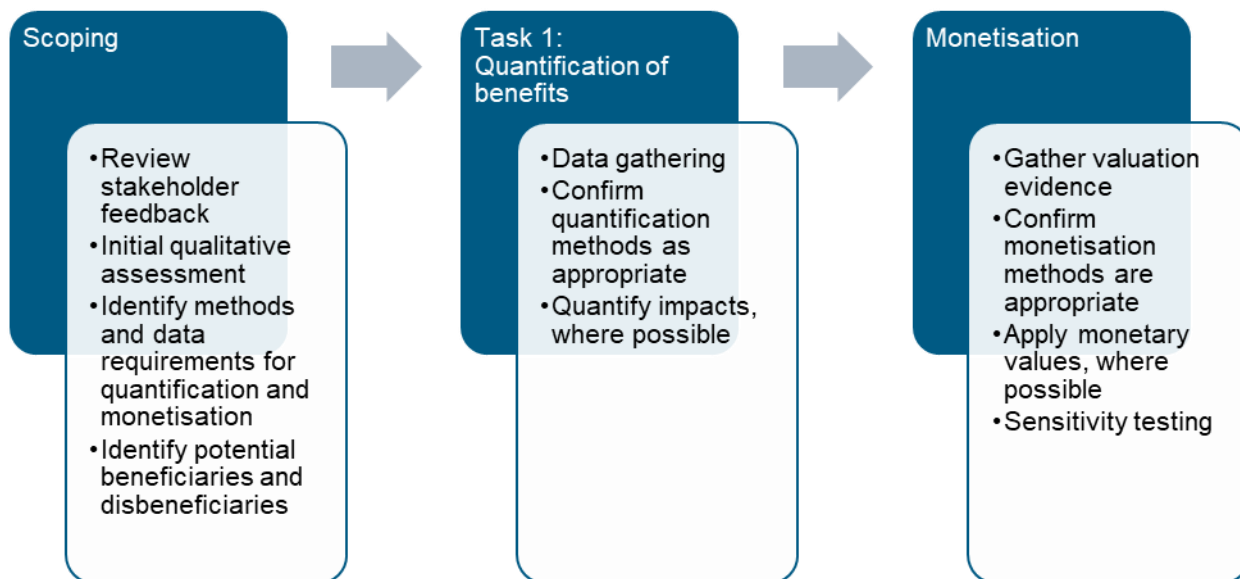 Scoping
•Review
stakeholder
feedback
•Initial qualitative
assessment
•Identify methods
and data
requirements for
quantification and
monetisation
•Identify potential
beneficiaries and
disbeneficiaries
Task 1:
Quantification of
benefits
•Data gathering
•Confirm
quantification
methods as
appropriate
•Quantify impacts,
where possible
Monetisation
•Gather valuation
evidence
•Confirm
monetisation
methods are
appropriate
•Apply monetary
values, where
possible
•Sensitivity testing